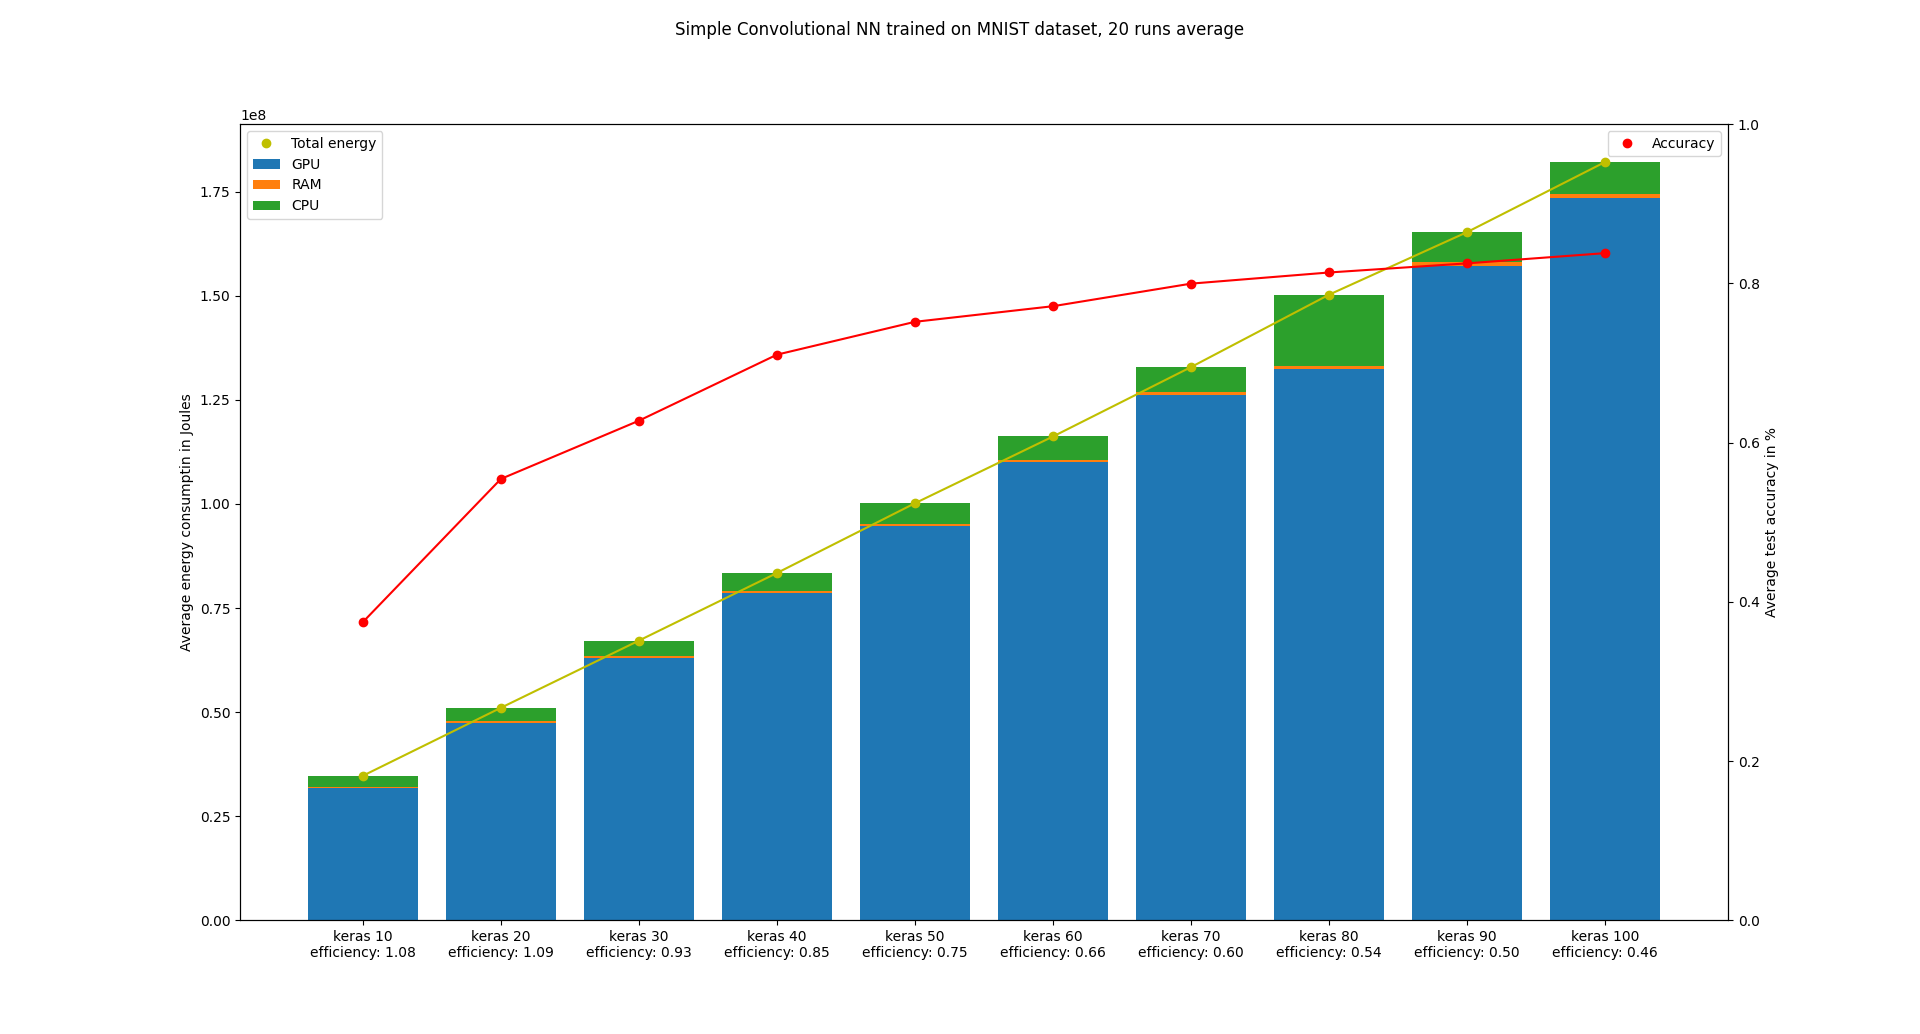 Simple Convolutional NN trained on MNIST dataset, 20 runs average
1e8
Total energy
GPU
RAM
CPU
Accuracy
Average energy consumptin in Joules
1.75
1.50
1.25
1.00
0.75
0.50
0.25
0.00
1.0
0.8
0.6
0.4
0.2
0.0
Average test accuracy in %
keras 10
efficiency: 1.08
keras 20
efficiency: 1.09
keras 30
efficiency: 0.93
keras 40
efficiency: 0.85
keras 50
efficiency: 0.75
keras 60
efficiency: 0.66
keras 70
efficiency: 0.60
keras 80
efficiency: 0.54
keras 90
efficiency: 0.50
keras 100
efficiency: 0.46